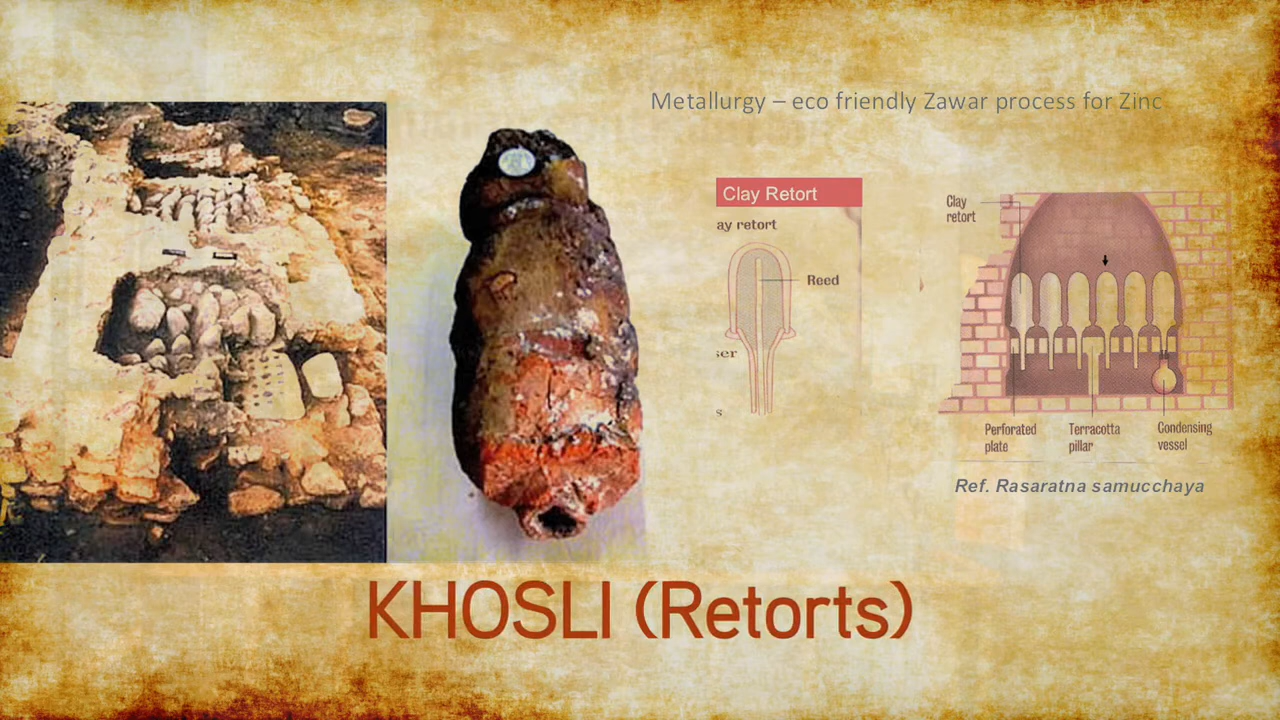 Metallurgy – eco friendly Zawar process for Zinc
Clay Retort
ay retort
Reed
ser
s
Clay
retort
Perforated
plate
Terracotta
pillar
Condensing
vessel
Ref. Rasaratna samucchaya
KHOSLI (Retorts)